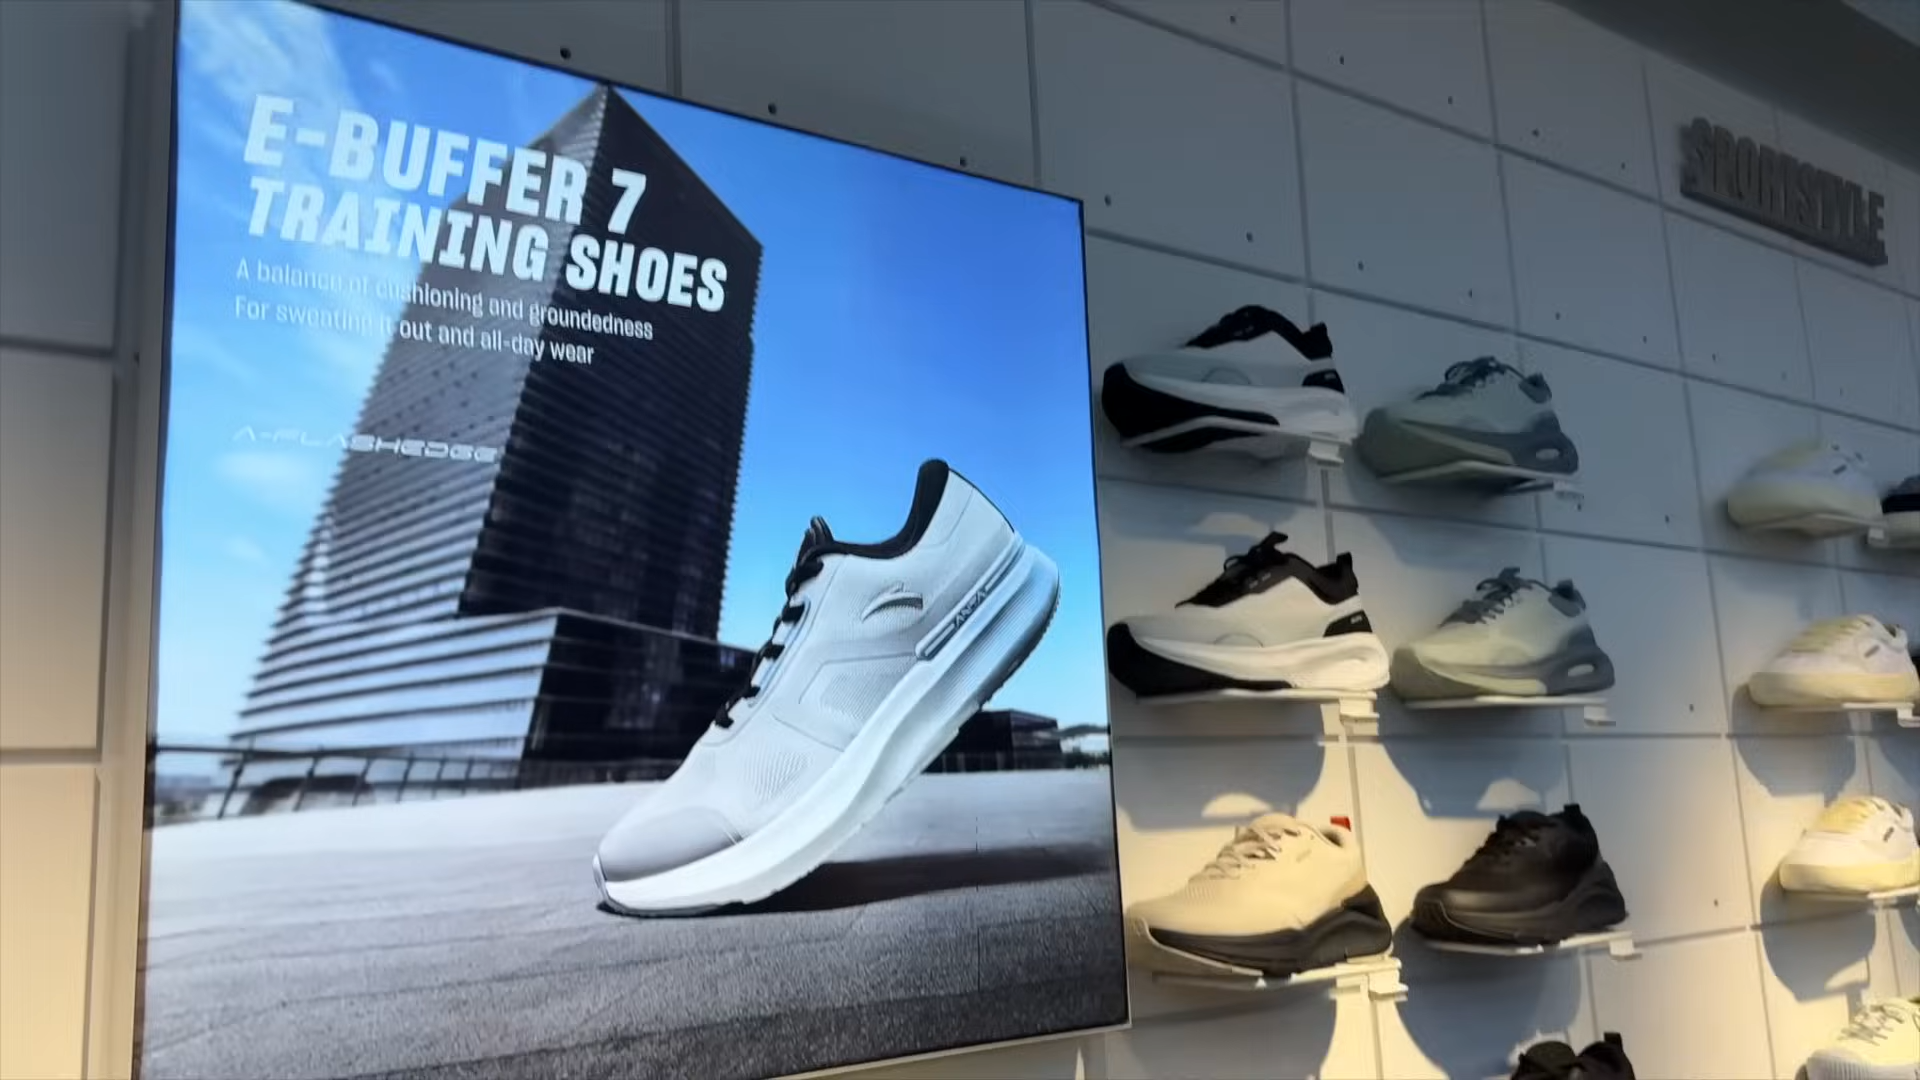 E-BUFFER 7
TRAINING SHOES
A balance of cushioning and groundedness
For sweating it out and all-day wear
A-FLASHEDGE
ANTA
SPORTSTYLE